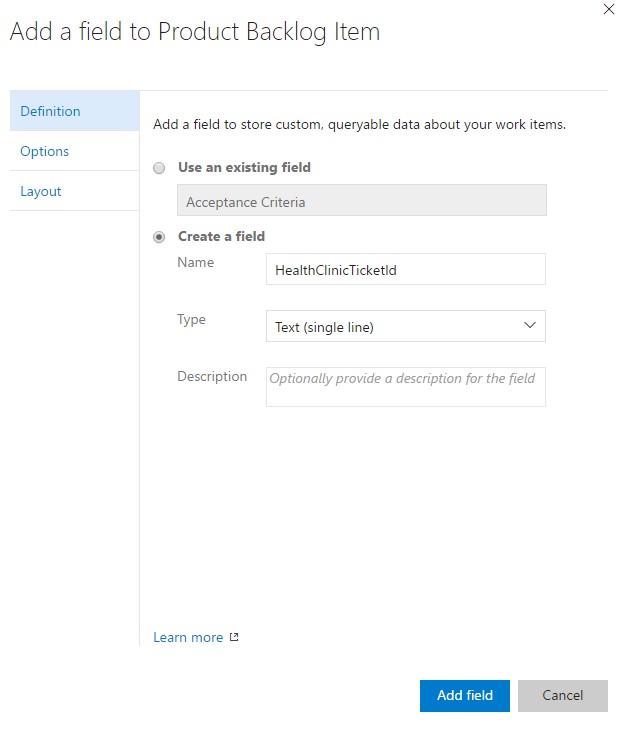 Add a field to Product Backlog Item
Definition
Options
Layout
Add a field to store custom, queryable data about your work items.
Use an existing field
Acceptance Criteria
Create a field
Name
HealthClinicTicketId
Type
Text (single line)
Description
Optionally provide a description for the field
Learn more
Add field
Cancel